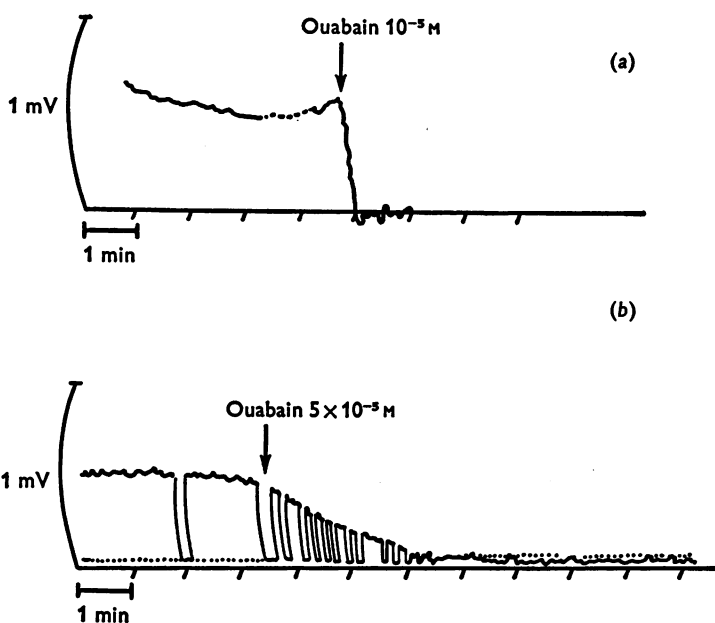 Ouabain 10⁻⁵ M
(a)
1 mV
1 min
(b)
Ouabain 5 × 10⁻⁵ M
1 mV
1 min